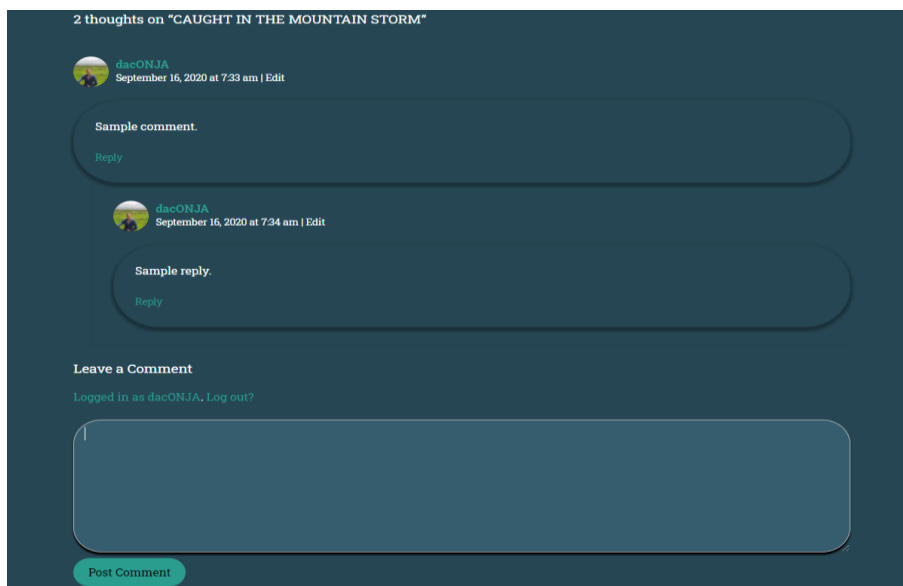 2 thoughts on “CAUGHT IN THE MOUNTAIN STORM”
dacONJA
September 16, 2020 at 7:33 am | Edit
Sample comment.
Reply
dacONJA
September 16, 2020 at 7:34 am | Edit
Sample reply.
Reply
Leave a Comment
Logged in as dacONJA. Log out?
Post Comment